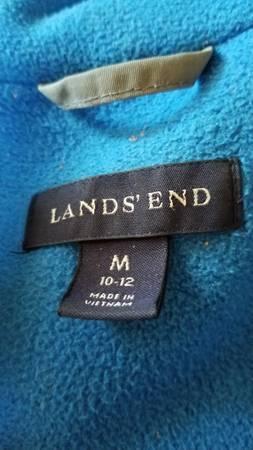 LANDS' END
M
10-12
MADE IN
VIETNAM